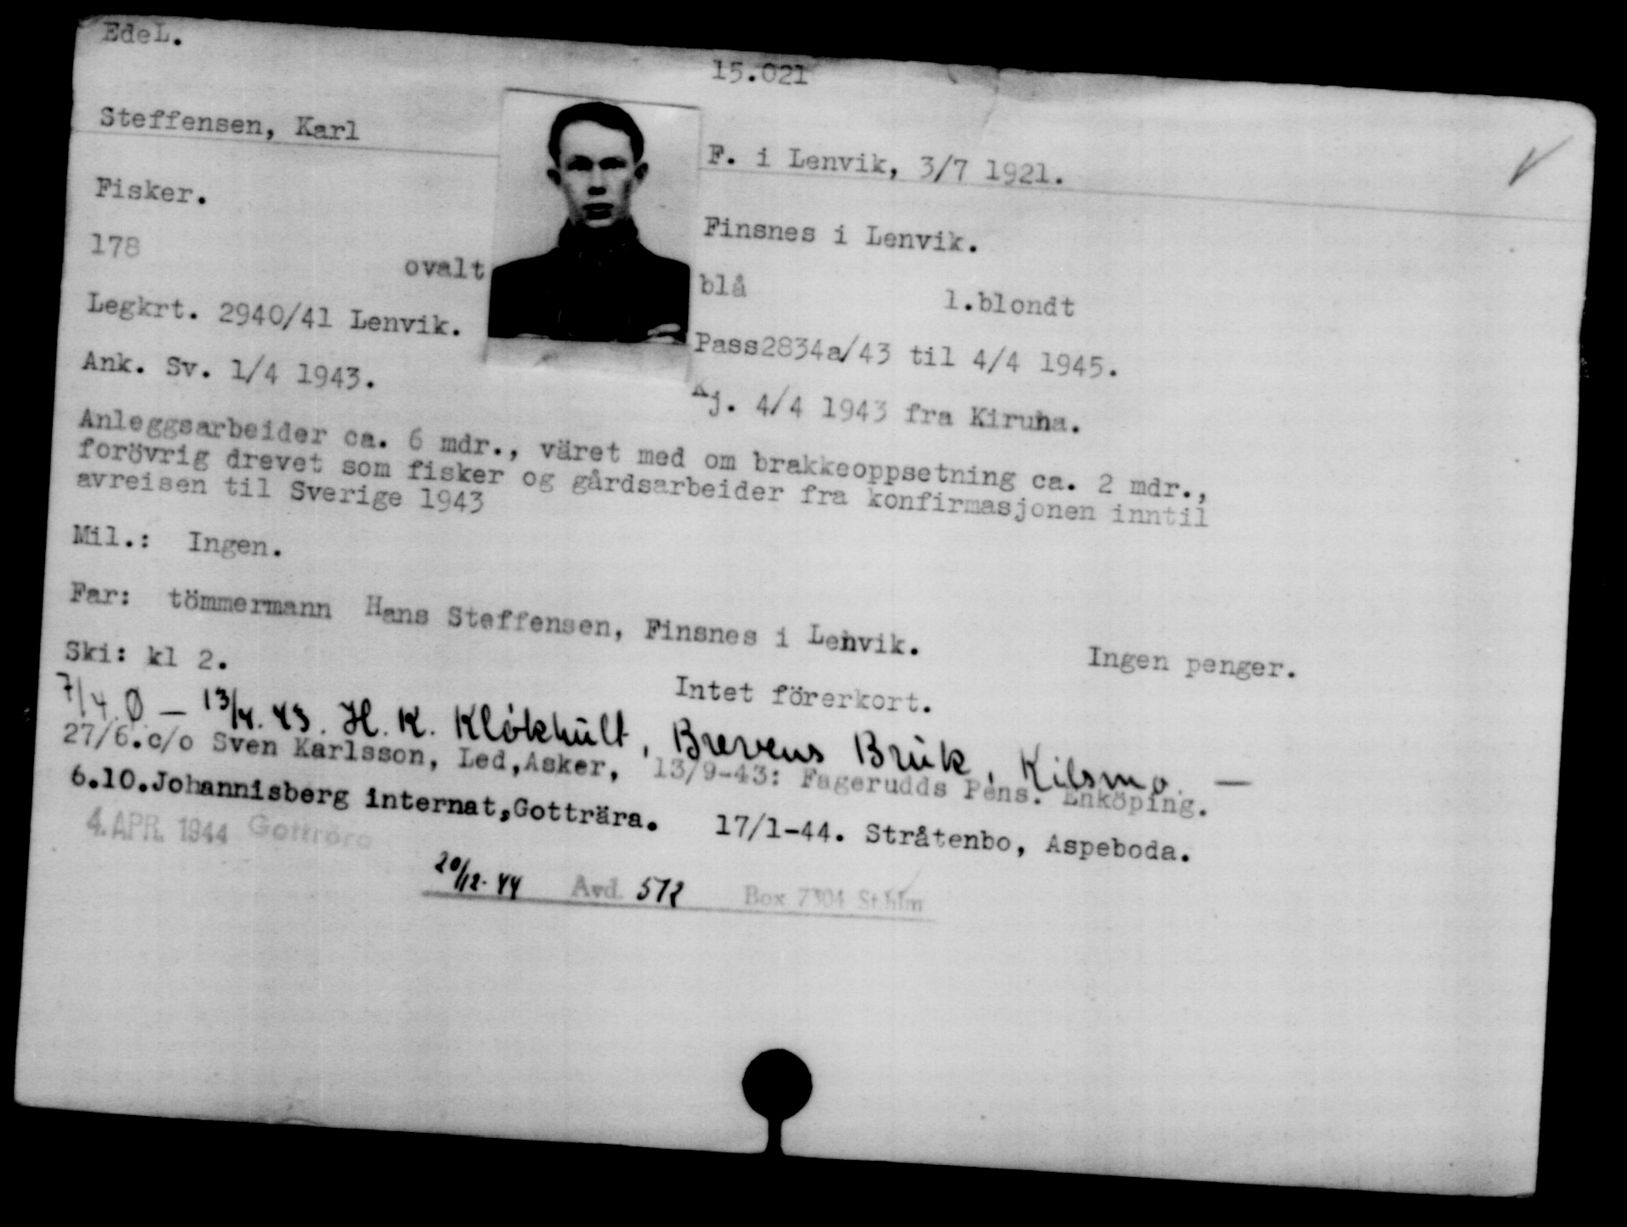 EdeL.
15.021
Steffensen, Karl
F. i Lenvik, 3/7 1921.
Fisker.
Finsnes i Lenvik.
178 ovalt blå l.blondt
Legkrt. 2940/41 Lenvik.
Pass2834a/43 til 4/4 1945.
Ank. Sv. 1/4 1943.
Kj. 4/4 1943 fra Kiruna.
Anleggsarbeider ca. 6 mdr., väret med om brakkeoppsetning ca. 2 mdr.,
forövrig drevet som fisker og gårdsarbeider fra konfirmasjonen inntil
avreisen til Sverige 1943
Mil.: Ingen.
Far: tömmermann Hans Steffensen, Finsnes i Lenvik.
Ingen penger.
Ski: kl 2.
Intet förerkort.
7/4 Ø — 13/4. 43. H. K. Klökhult, Brevens Bruk, Kilsmo. —
27/6.c/o Sven Karlsson, Led,Asker, 13/9-43: Fagerudds Pens. Enköping.
6.10.Johannisberg internat,Gotträra. 17/1-44. Stråtenbo, Aspeboda.
4. APR. 1944 Gottröra
20/12-44 Avd. 572 Box 7304 St.hlm